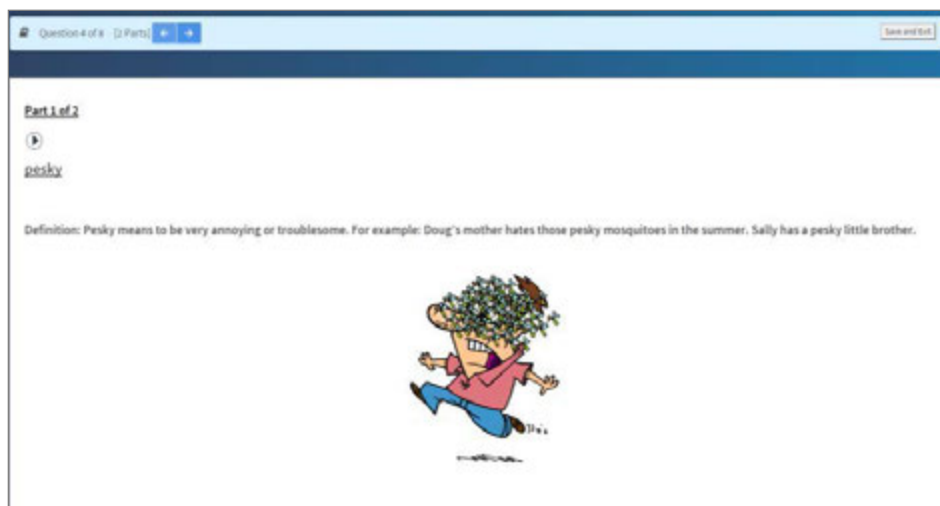 Question 4 of 8 [2 Parts]
Save and Exit
Part 1 of 2
pesky
Definition: Pesky means to be very annoying or troublesome. For example: Doug's mother hates those pesky mosquitoes in the summer. Sally has a pesky little brother.